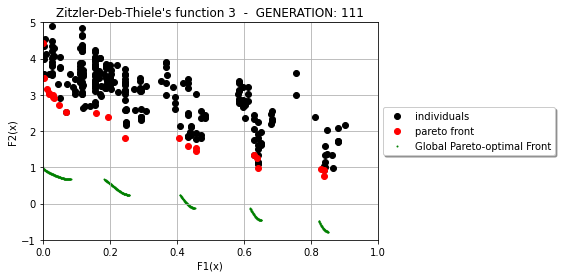 Zitzler-Deb-Thiele's function 3 - GENERATION: 111
5
4
3
2
1
0
-1
F2(x)
0.0 0.2 0.4 0.6 0.8 1.0
F1(x)
individuals
pareto front
Global Pareto-optimal Front